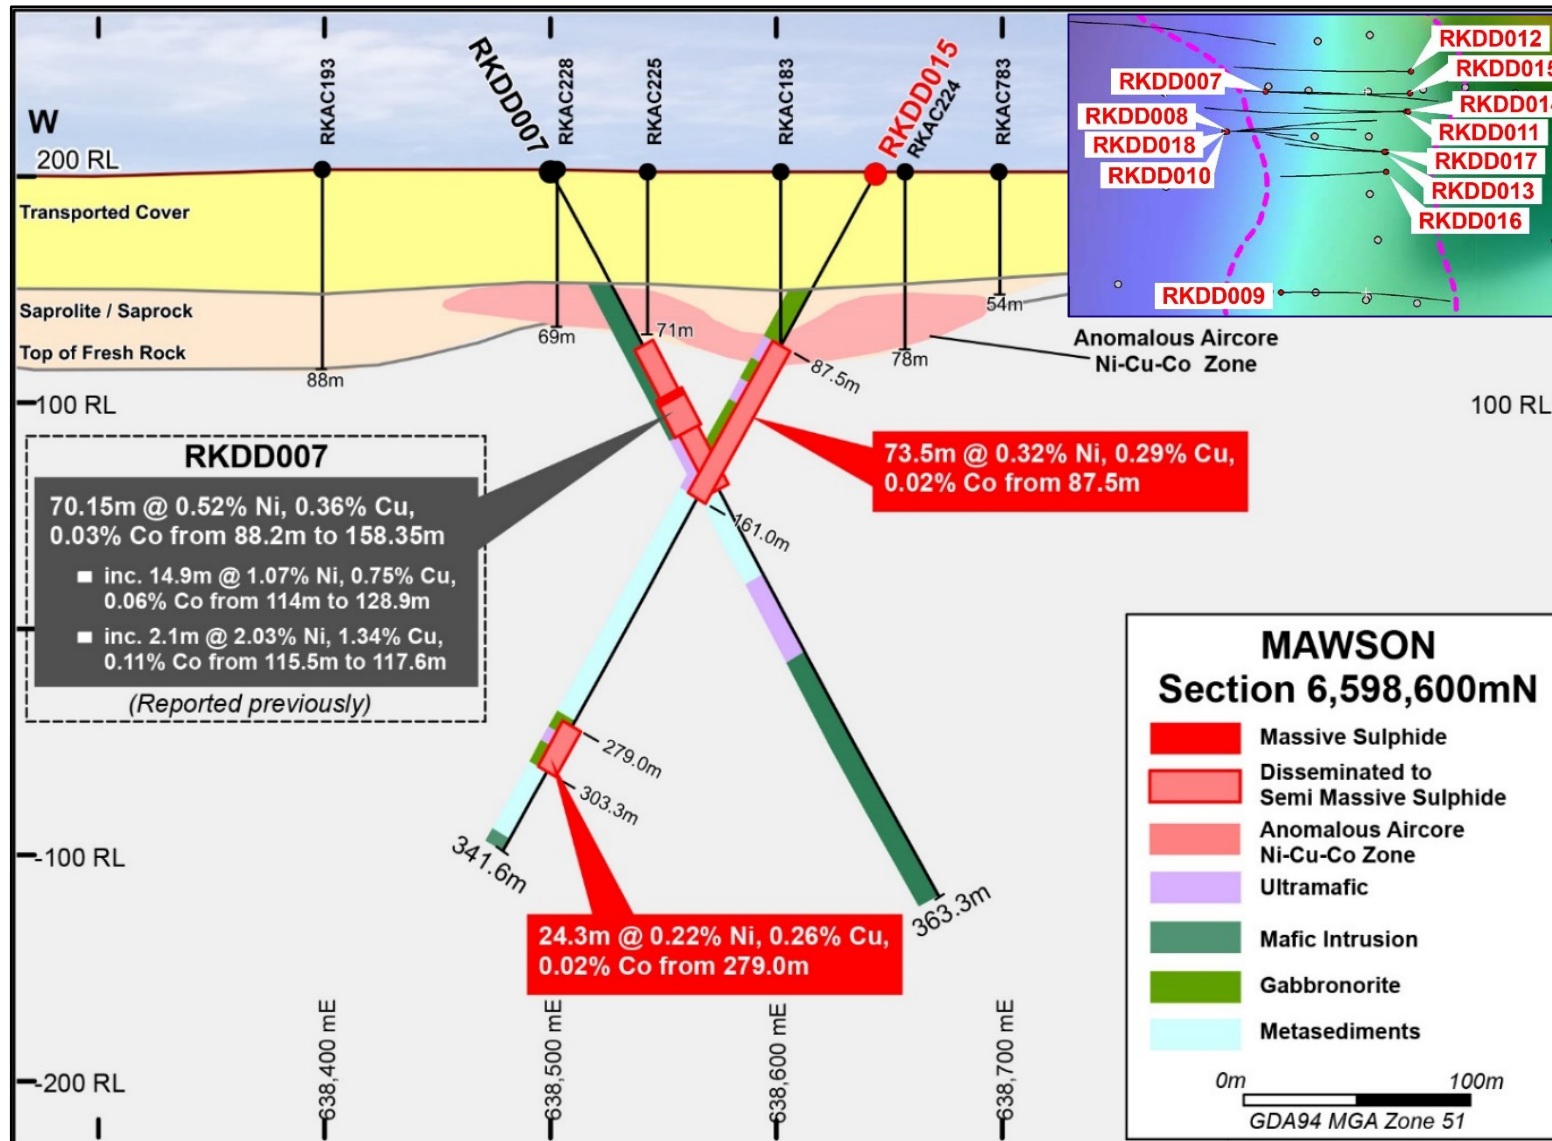 RKAC193
RKDD007
RKAC228
RKAC225
RKAC183
RKDD015
RKAC224
RKAC783
W
200 RL
Transported Cover
Saprolite / Saprock
Top of Fresh Rock
88m
69m
71m
87.5m
78m
54m
Anomalous Aircore
Ni-Cu-Co Zone
RKDD012
RKDD007
RKDD015
RKDD008
RKDD014
RKDD018
RKDD011
RKDD010
RKDD017
RKDD013
RKDD016
RKDD009
100 RL
100 RL
RKDD007
70.15m @ 0.52% Ni, 0.36% Cu,
0.03% Co from 88.2m to 158.35m
inc. 14.9m @ 1.07% Ni, 0.75% Cu,
0.06% Co from 114m to 128.9m
inc. 2.1m @ 2.03% Ni, 1.34% Cu,
0.11% Co from 115.5m to 117.6m
(Reported previously)
73.5m @ 0.32% Ni, 0.29% Cu,
0.02% Co from 87.5m
161.0m
279.0m
303.3m
341.6m
363.3m
24.3m @ 0.22% Ni, 0.26% Cu,
0.02% Co from 279.0m
-100 RL
-200 RL
638,400 mE
638,500 mE
638,600 mE
638,700 mE
MAWSON
Section 6,598,600mN
Massive Sulphide
Disseminated to
Semi Massive Sulphide
Anomalous Aircore
Ni-Cu-Co Zone
Ultramafic
Mafic Intrusion
Gabbronorite
Metasediments
0m
100m
GDA94 MGA Zone 51